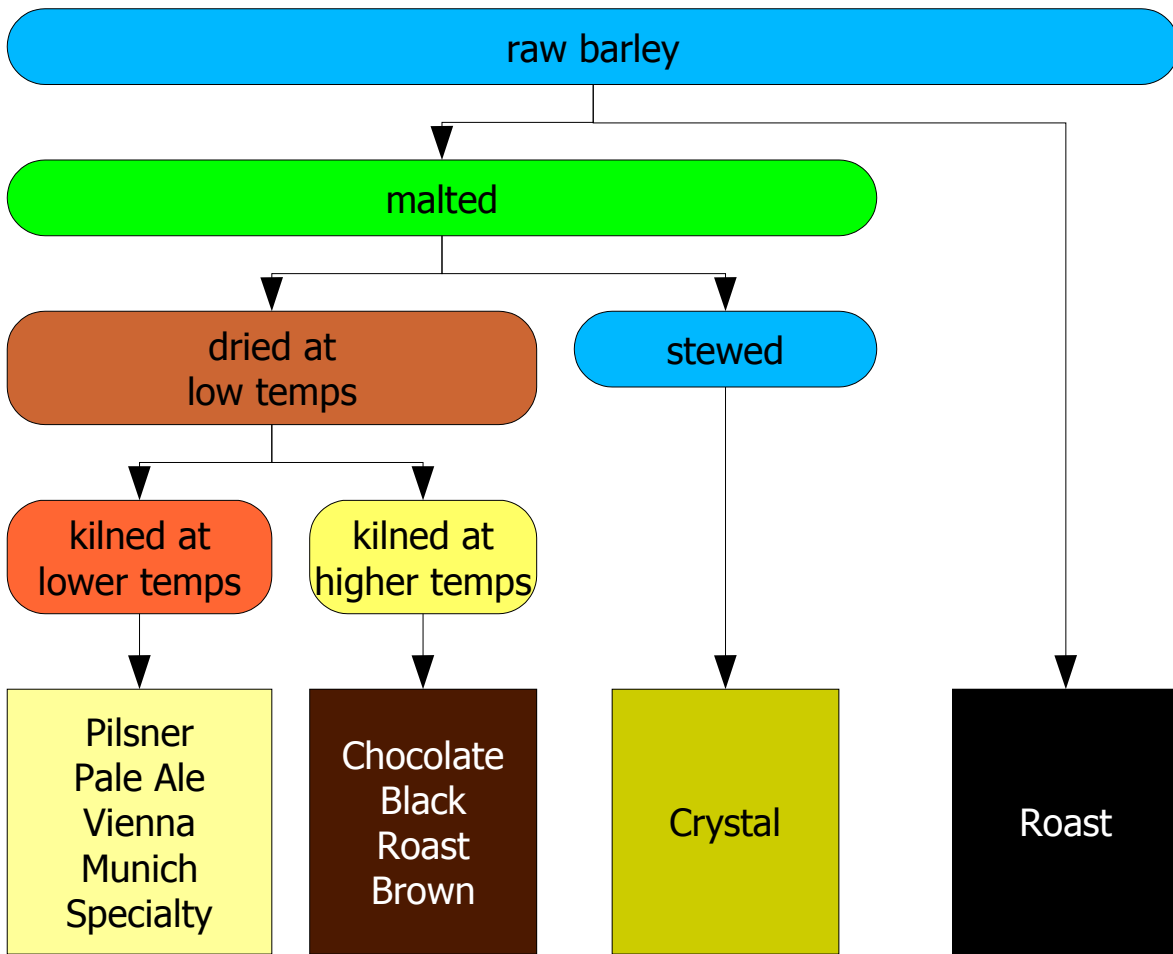 raw barley
malted
dried at
low temps
stewed
kilned at
lower temps
kilned at
higher temps
Pilsner
Pale Ale
Vienna
Munich
Specialty
Chocolate
Black
Roast
Brown
Crystal
Roast